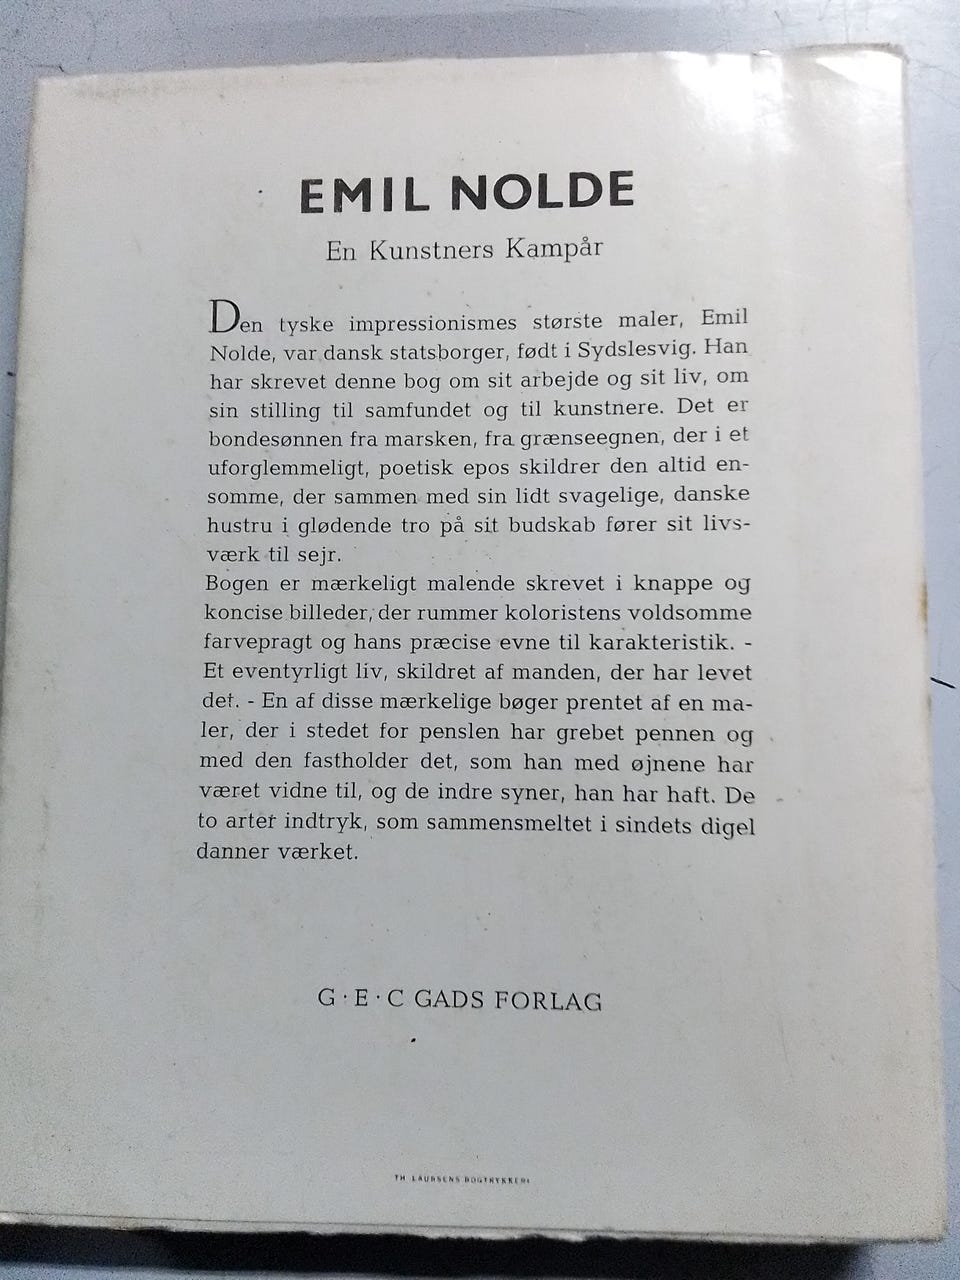 EMIL NOLDE
En Kunstners Kampår
Den tyske impressionismes største maler, Emil
Nolde, var dansk statsborger, født i Sydslesvig. Han
har skrevet denne bog om sit arbejde og sit liv, om
sin stilling til samfundet og til kunstnere. Det er
bondesønnen fra marsken, fra grænseegnen, der i et
uforglemmeligt, poetisk epos skildrer den altid en-
somme, der sammen med sin lidt svagelige, danske
hustru i glødende tro på sit budskab fører sit livs-
værk til sejr.
Bogen er mærkeligt malende skrevet i knappe og
koncise billeder, der rummer koloristens voldsomme
farvepragt og hans præcise evne til karakteristik. -
Et eventyrligt liv, skildret af manden, der har levet
det. - En af disse mærkelige bøger prentet af en ma-
ler, der i stedet for penslen har grebet pennen og
med den fastholder det, som han med øjnene har
været vidne til, og de indre syner, han har haft. De
to arter indtryk, som sammensmeltet i sindets digel
danner værket.
G · E · C GADS FORLAG
TH LAURSENS BOGTRYKKERI